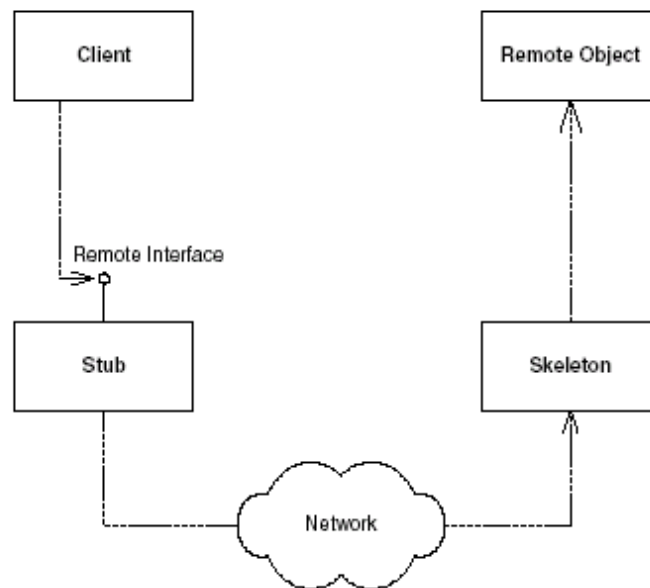 Client
Remote Object
Remote Interface
Stub
Skeleton
Network